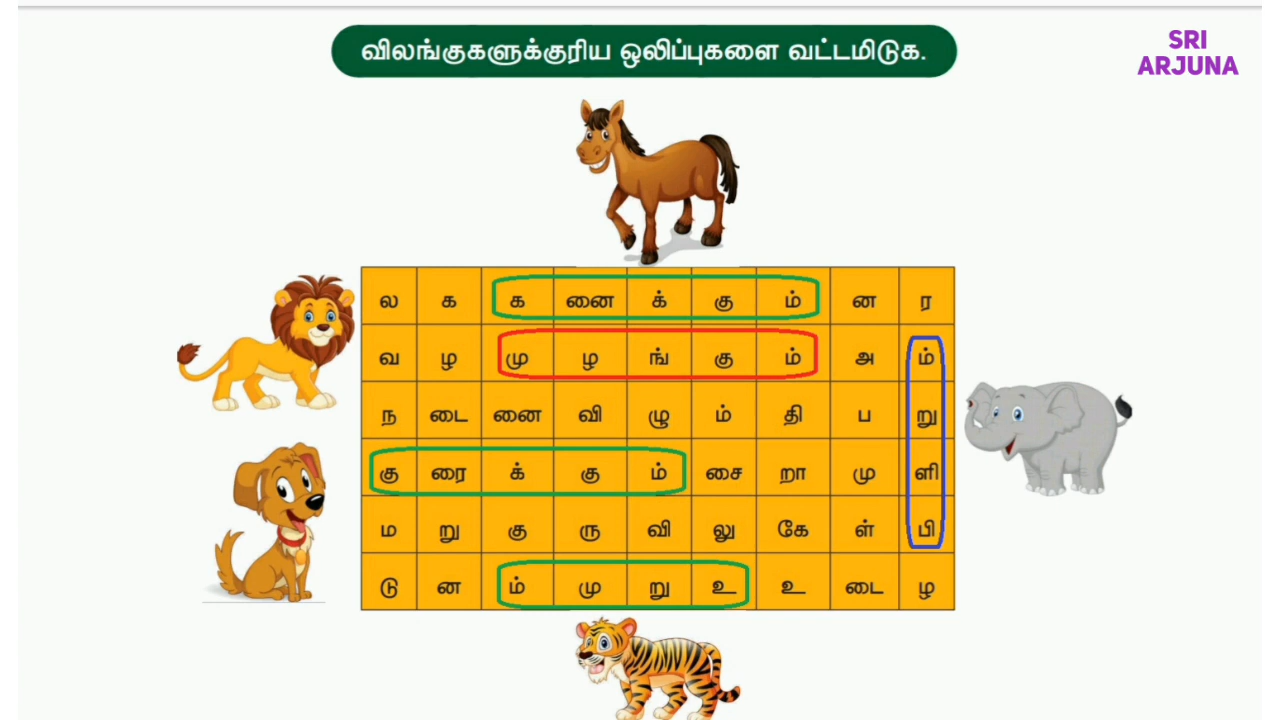 விலங்குகளுக்குரிய ஒலிப்புகளை வட்டமிடுக.
SRI
ARJUNA
ல க க னை க் கு ம் ன ர
வ ழ மு ழ ங் கு ம் அ ம்
ந டை னை வி ழு ம் தி ப று
கு ரை க் கு ம் சை றா மு ளி
ம று கு ரு வி லு கே ள் பி
டு ன ம் மு று உ உ டை ழ